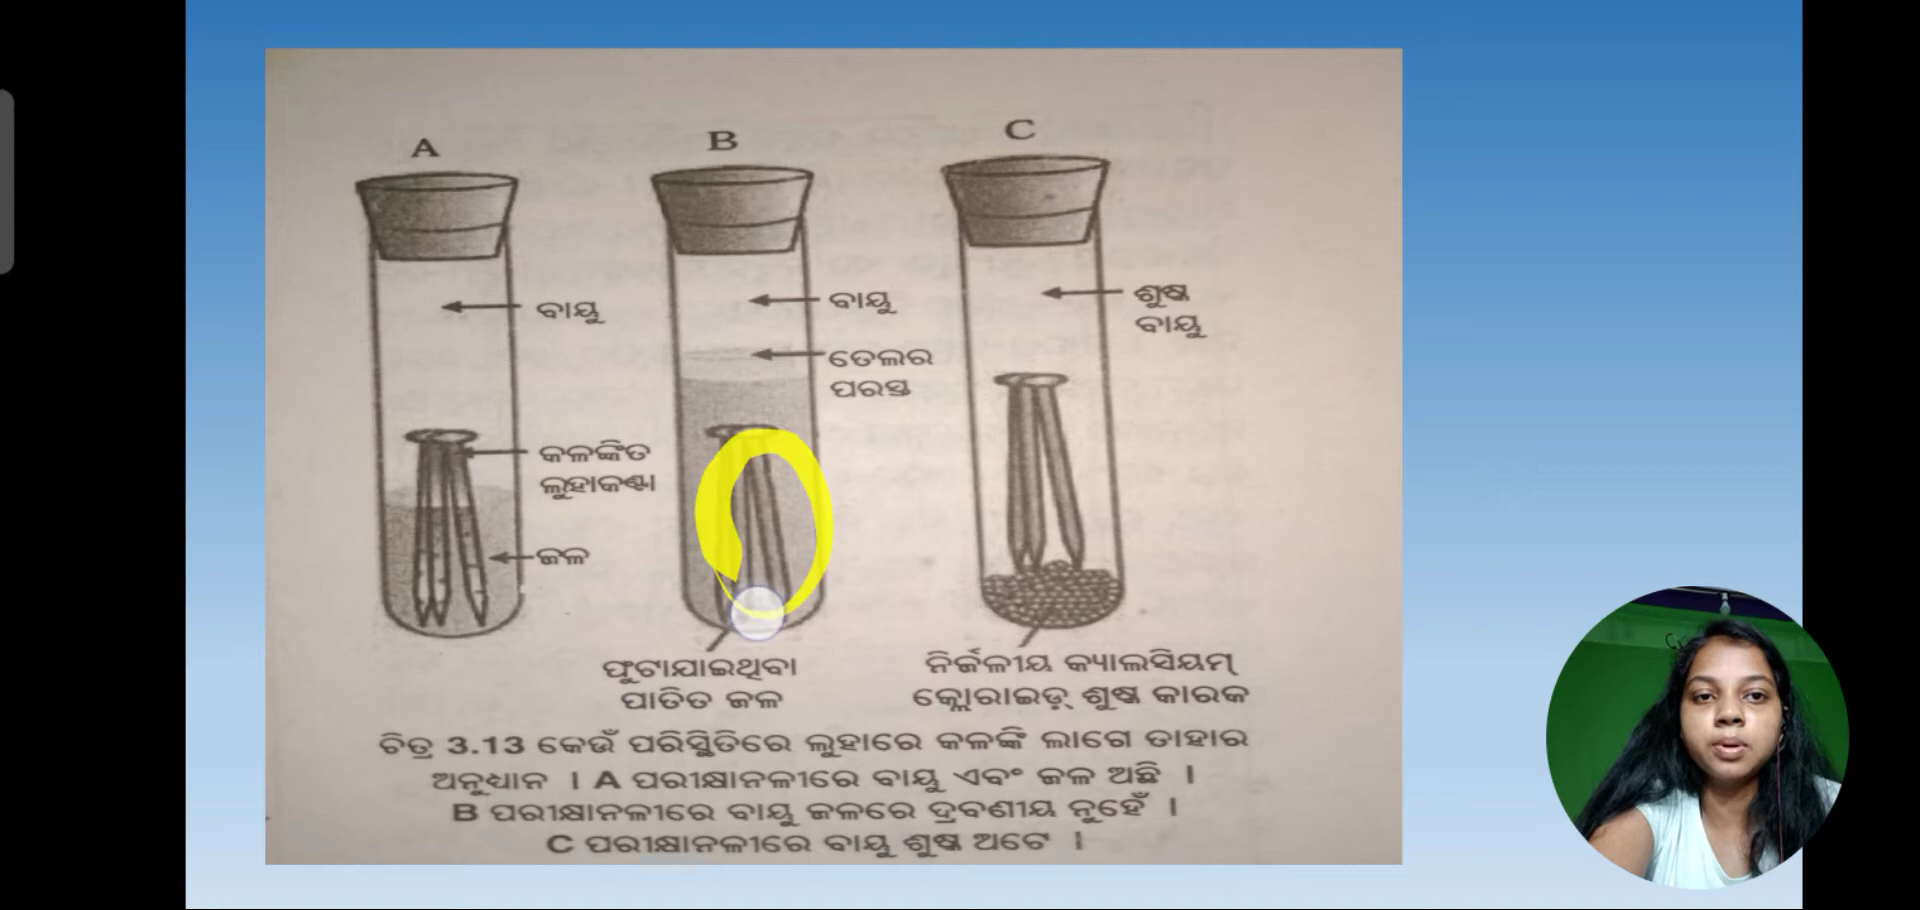 A
B
C
ବାୟୁ
ବାୟୁ
ଶୁଷ୍କ
ବାୟୁ
ତେଲର
ପରସ୍ତ
କଳଙ୍କିତ
ଲୁହାକଣ୍ଟା
ଜଳ
ଫୁଟାଯାଇଥିବା
ପାତିତ ଜଳ
ନିର୍ଜଳୀୟ କ୍ୟାଲସିୟମ୍
କ୍ଲୋରାଇଡ଼୍ ଶୁଷ୍କ କାରକ
ଚିତ୍ର 3.13 କେଉଁ ପରିସ୍ଥିତିରେ ଲୁହାରେ କଳଙ୍କି ଲାଗେ ତାହାର
ଅନୁଧ୍ୟାନ । A ପରୀକ୍ଷାନଳୀରେ ବାୟୁ ଏବଂ ଜଳ ଅଛି ।
B ପରୀକ୍ଷାନଳୀରେ ବାୟୁ ଜଳରେ ଦ୍ରବଣୀୟ ନୁହେଁ ।
C ପରୀକ୍ଷାନଳୀରେ ବାୟୁ ଶୁଷ୍କ ଅଟେ ।